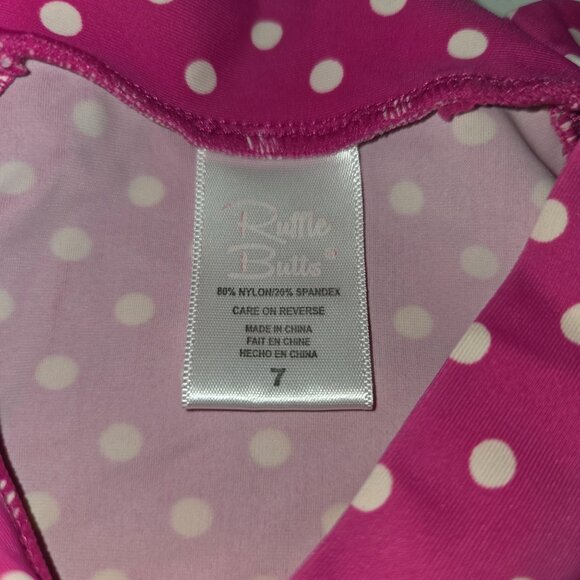 Ruffle
Butts®
80% NYLON/20% SPANDEX
CARE ON REVERSE
MADE IN CHINA
FAIT EN CHINE
HECHO EN CHINA
7